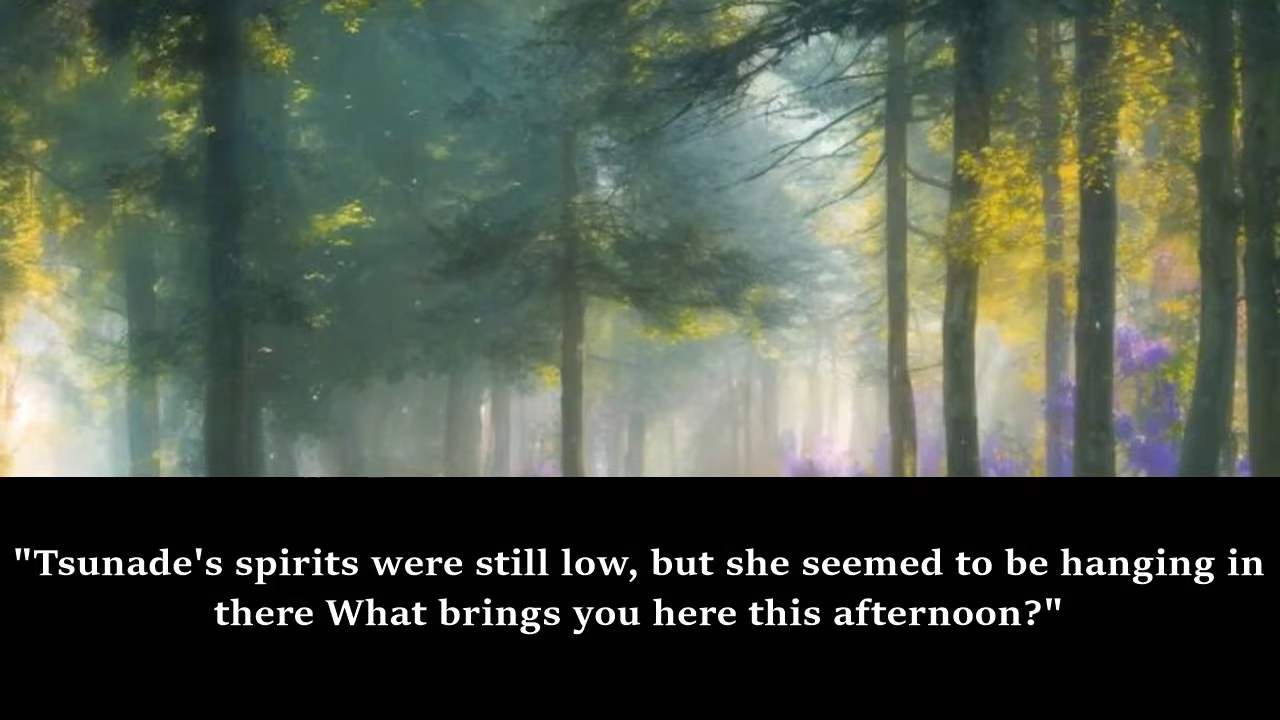 "Tsunade's spirits were still low, but she seemed to be hanging in
there What brings you here this afternoon?"